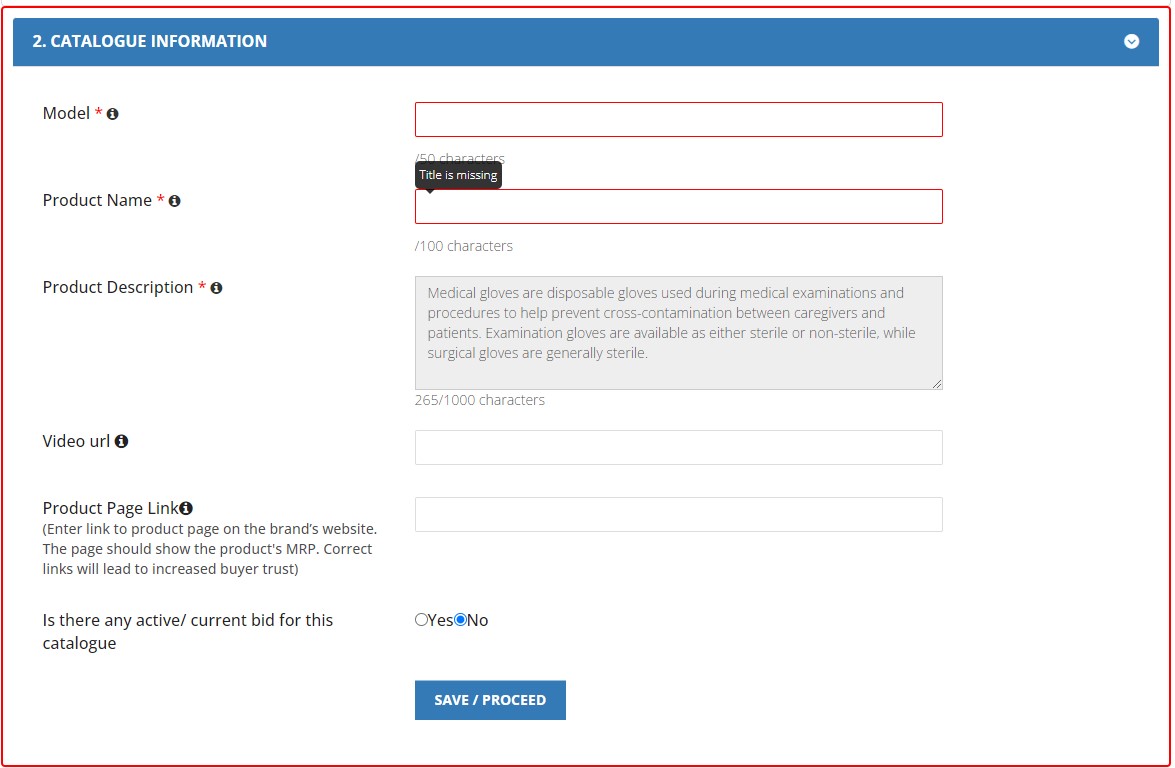 2. CATALOGUE INFORMATION
Model *
/50 characters
Title is missing
Product Name *
/100 characters
Product Description *
Medical gloves are disposable gloves used during medical examinations and
procedures to help prevent cross-contamination between caregivers and
patients. Examination gloves are available as either sterile or non-sterile, while
surgical gloves are generally sterile.
265/1000 characters
Video url
Product Page Link
(Enter link to product page on the brand’s website.
The page should show the product's MRP. Correct
links will lead to increased buyer trust)
Is there any active/ current bid for this
catalogue
Yes No
SAVE / PROCEED